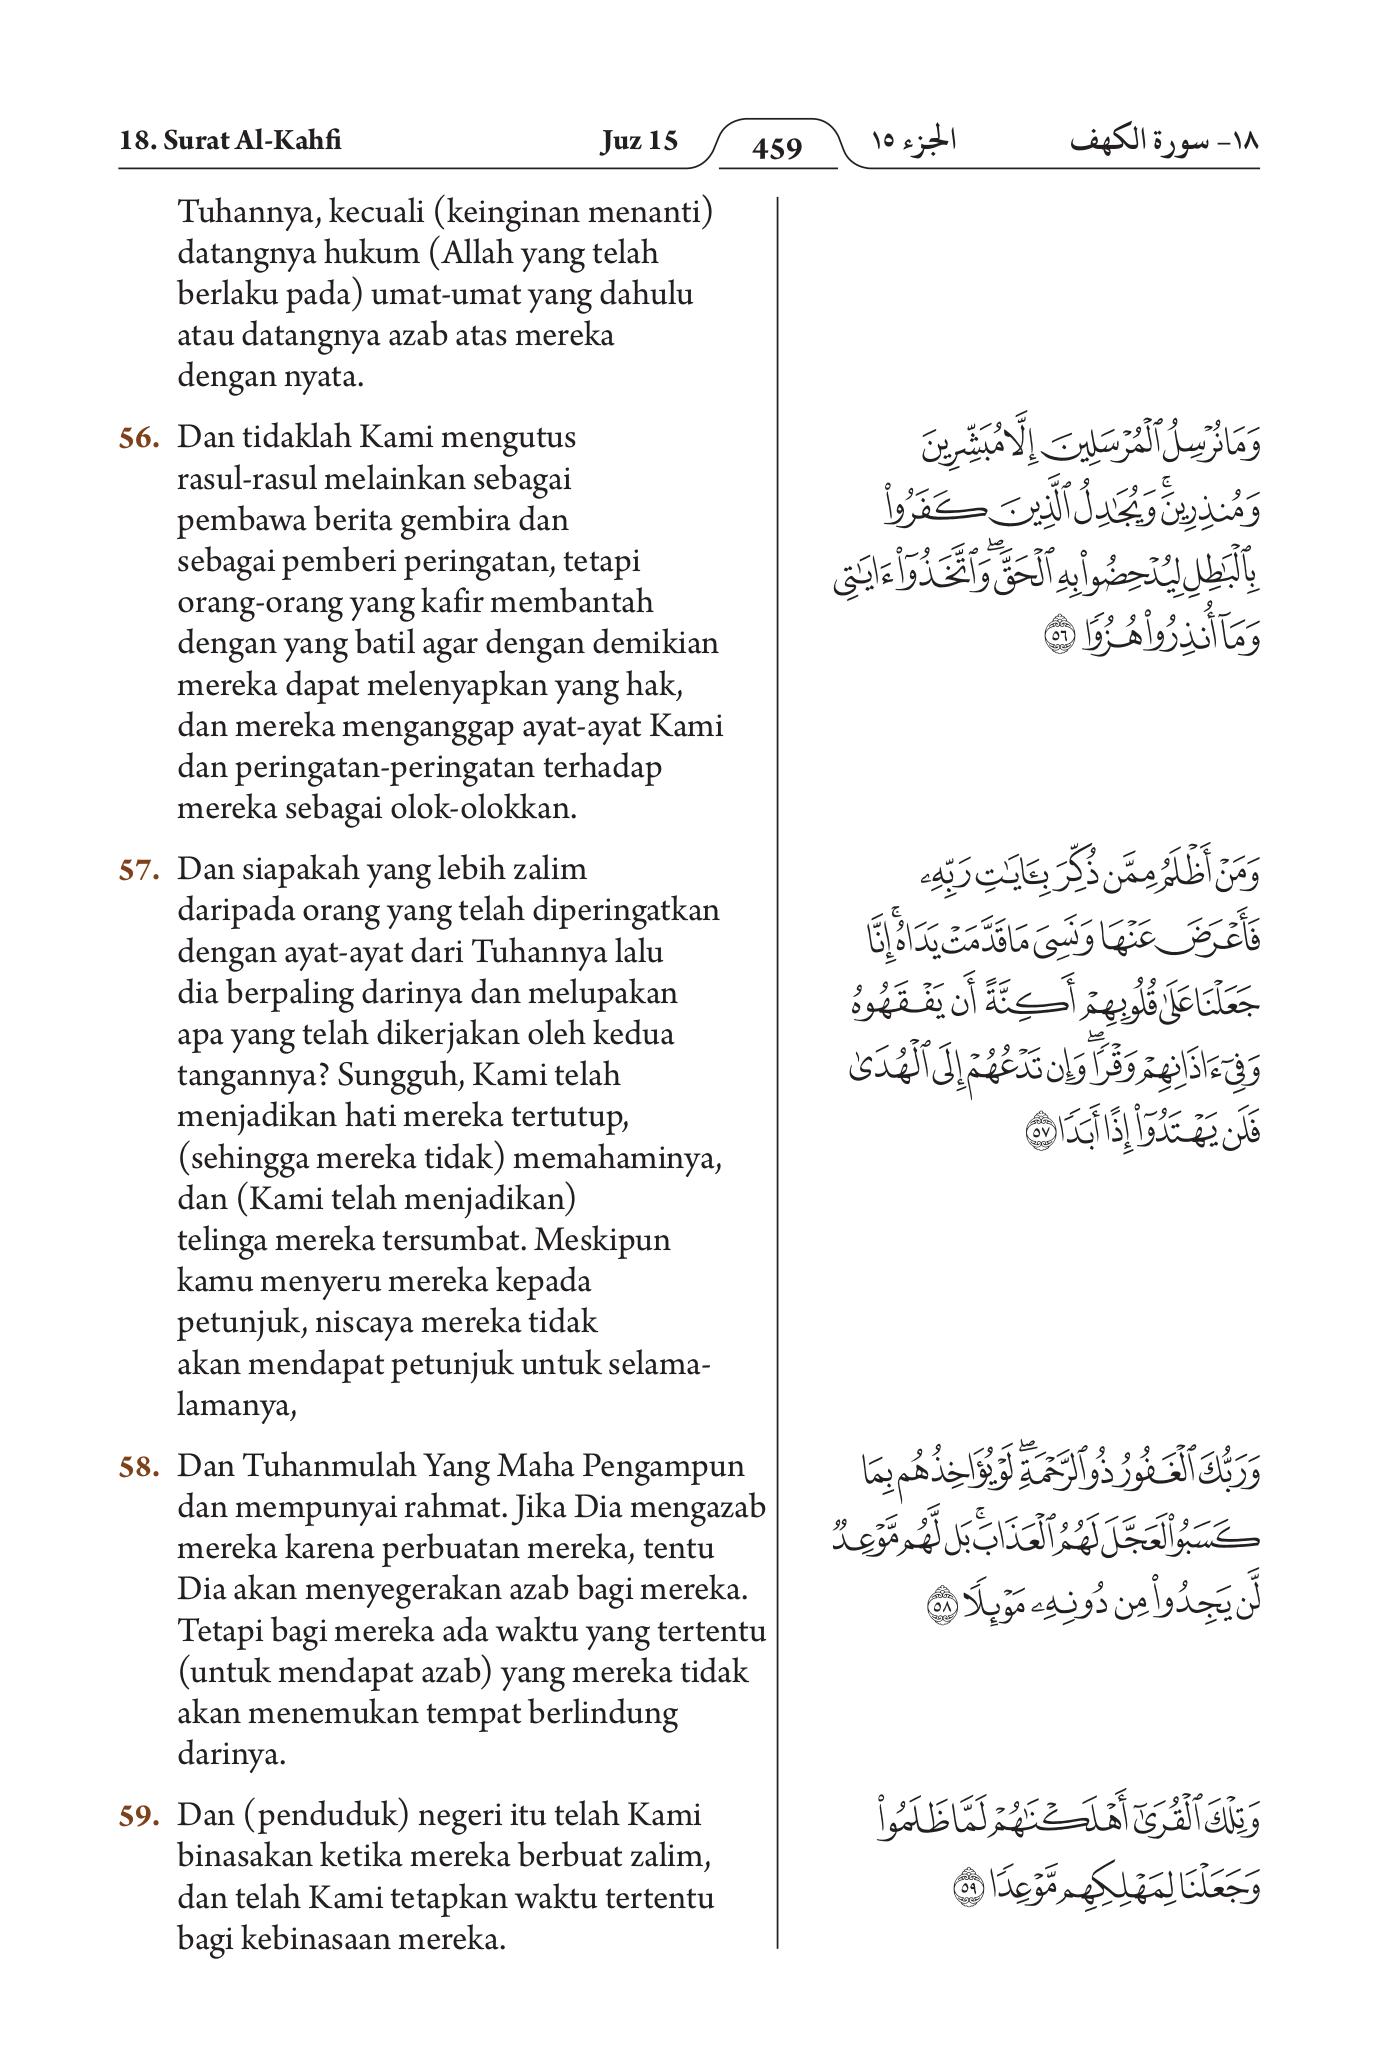 18. Surat Al-Kahfi Juz 15 459 الجزء ١٥ ١٨- سورة الكهف
Tuhannya, kecuali (keinginan menanti)
datangnya hukum (Allah yang telah
berlaku pada) umat-umat yang dahulu
atau datangnya azab atas mereka
dengan nyata.
56. Dan tidaklah Kami mengutus
rasul-rasul melainkan sebagai
pembawa berita gembira dan
sebagai pemberi peringatan, tetapi
orang-orang yang kafir membantah
dengan yang batil agar dengan demikian
mereka dapat melenyapkan yang hak,
dan mereka menganggap ayat-ayat Kami
dan peringatan-peringatan terhadap
mereka sebagai olok-olokkan.
57. Dan siapakah yang lebih zalim
daripada orang yang telah diperingatkan
dengan ayat-ayat dari Tuhannya lalu
dia berpaling darinya dan melupakan
apa yang telah dikerjakan oleh kedua
tangannya? Sungguh, Kami telah
menjadikan hati mereka tertutup,
(sehingga mereka tidak) memahaminya,
dan (Kami telah menjadikan)
telinga mereka tersumbat. Meskipun
kamu menyeru mereka kepada
petunjuk, niscaya mereka tidak
akan mendapat petunjuk untuk selama-
lamanya,
58. Dan Tuhanmulah Yang Maha Pengampun
dan mempunyai rahmat. Jika Dia mengazab
mereka karena perbuatan mereka, tentu
Dia akan menyegerakan azab bagi mereka.
Tetapi bagi mereka ada waktu yang tertentu
(untuk mendapat azab) yang mereka tidak
akan menemukan tempat berlindung
darinya.
59. Dan (penduduk) negeri itu telah Kami
binasakan ketika mereka berbuat zalim,
dan telah Kami tetapkan waktu tertentu
bagi kebinasaan mereka.
وَمَا نُرۡسِلُ ٱلۡمُرۡسَلِينَ إِلَّا مُبَشِّرِينَ
وَمُنذِرِينَۚ وَيُجَٰدِلُ ٱلَّذِينَ كَفَرُواْ
بِٱلۡبَٰطِلِ لِيُدۡحِضُواْ بِهِ ٱلۡحَقَّۖ وَٱتَّخَذُوٓاْ ءَايَٰتِي
وَمَآ أُنذِرُواْ هُزُوٗا ٥٦
وَمَنۡ أَظۡلَمُ مِمَّن ذُكِّرَ بِـَٔايَٰتِ رَبِّهِۦ
فَأَعۡرَضَ عَنۡهَا وَنَسِيَ مَا قَدَّمَتۡ يَدَاهُۚ إِنَّا
جَعَلۡنَا عَلَىٰ قُلُوبِهِمۡ أَكِنَّةً أَن يَفۡقَهُوهُ
وَفِيٓ ءَاذَانِهِمۡ وَقۡرٗاۖ وَإِن تَدۡعُهُمۡ إِلَى ٱلۡهُدَىٰ
فَلَن يَهۡتَدُوٓاْ إِذًا أَبَدٗا ٥٧
وَرَبُّكَ ٱلۡغَفُورُ ذُو ٱلرَّحۡمَةِۖ لَوۡ يُؤَاخِذُهُم بِمَا
كَسَبُواْ لَعَجَّلَ لَهُمُ ٱلۡعَذَابَۚ بَل لَّهُم مَّوۡعِدٞ
لَّن يَجِدُواْ مِن دُونِهِۦ مَوۡئِلٗا ٥٨
وَتِلۡكَ ٱلۡقُرَىٰٓ أَهۡلَكۡنَٰهُمۡ لَمَّا ظَلَمُواْ
وَجَعَلۡنَا لِمَهۡلِكِهِم مَّوۡعِدٗا ٥٩